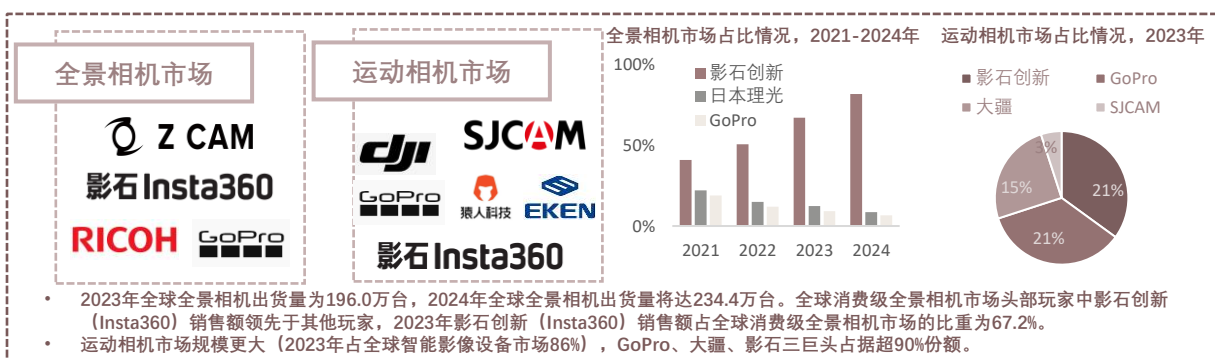 全景相机市场
Z CAM
影石Insta360
RICOH
GoPro
运动相机市场
dji
SJCAM
GoPro
猿人科技
EKEN
影石Insta360
全景相机市场占比情况，2021-2024年
100%
50%
0%
影石创新
日本理光
GoPro
2021 2022 2023 2024
运动相机市场占比情况，2023年
影石创新 GoPro
大疆 SJCAM
3%
15%
21%
21%
• 2023年全球全景相机出货量为196.0万台，2024年全球全景相机出货量将达234.4万台。全球消费级全景相机市场头部玩家中影石创新
（Insta360）销售额领先于其他玩家，2023年影石创新（Insta360）销售额占全球消费级全景相机市场的比重为67.2%。
• 运动相机市场规模更大（2023年占全球智能影像设备市场86%），GoPro、大疆、影石三巨头占据超90%份额。